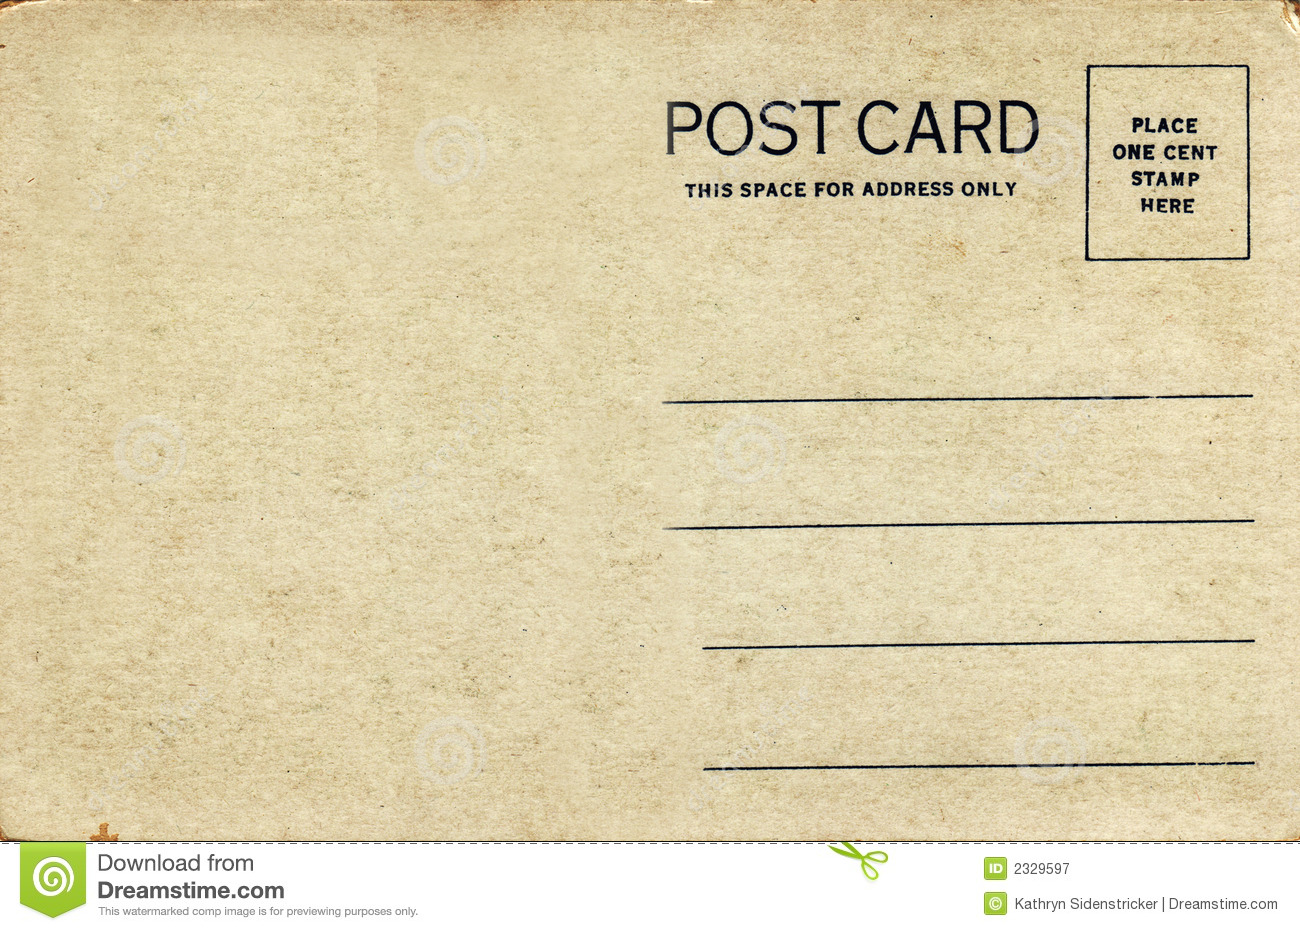 POST CARD
THIS SPACE FOR ADDRESS ONLY
PLACE
ONE CENT
STAMP
HERE
Download from
Dreamstime.com
This watermarked comp image is for previewing purposes only.
ID 2329597
© Kathryn Sidenstricker | Dreamstime.com